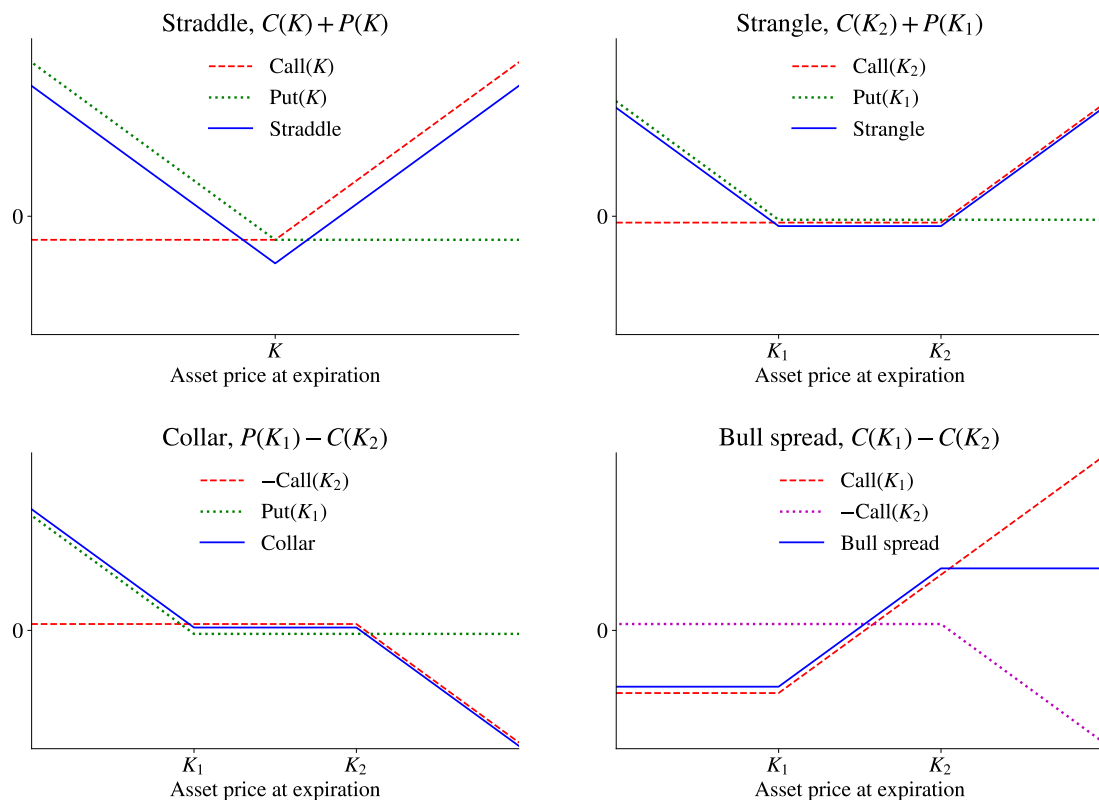 Straddle, C(K) + P(K)
Call(K)
Put(K)
Straddle
0
K
Asset price at expiration
Strangle, C(K₂) + P(K₁)
Call(K₂)
Put(K₁)
Strangle
0
K₁ K₂
Asset price at expiration
Collar, P(K₁) − C(K₂)
−Call(K₂)
Put(K₁)
Collar
0
K₁ K₂
Asset price at expiration
Bull spread, C(K₁) − C(K₂)
Call(K₁)
−Call(K₂)
Bull spread
0
K₁ K₂
Asset price at expiration